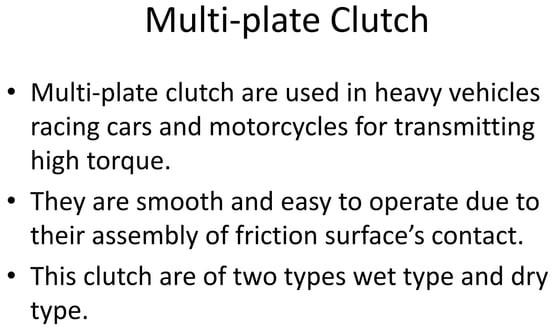 Multi-plate Clutch
• Multi-plate clutch are used in heavy vehicles
racing cars and motorcycles for transmitting
high torque.
• They are smooth and easy to operate due to
their assembly of friction surface’s contact.
• This clutch are of two types wet type and dry
type.